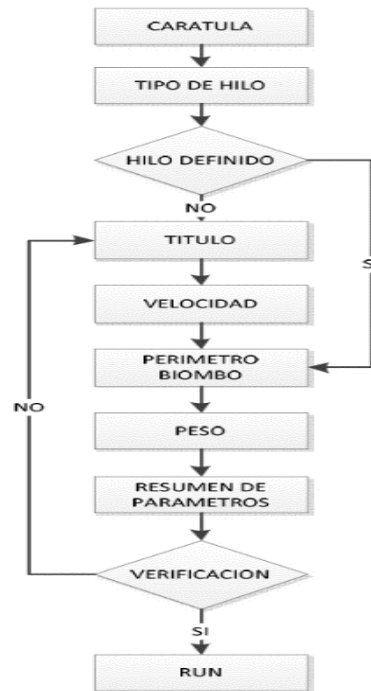 CARATULA
TIPO DE HILO
HILO DEFINIDO
NO
TITULO
S
VELOCIDAD
PERIMETRO
BIOMBO
NO
PESO
RESUMEN DE
PARAMETROS
VERIFICACION
SI
RUN